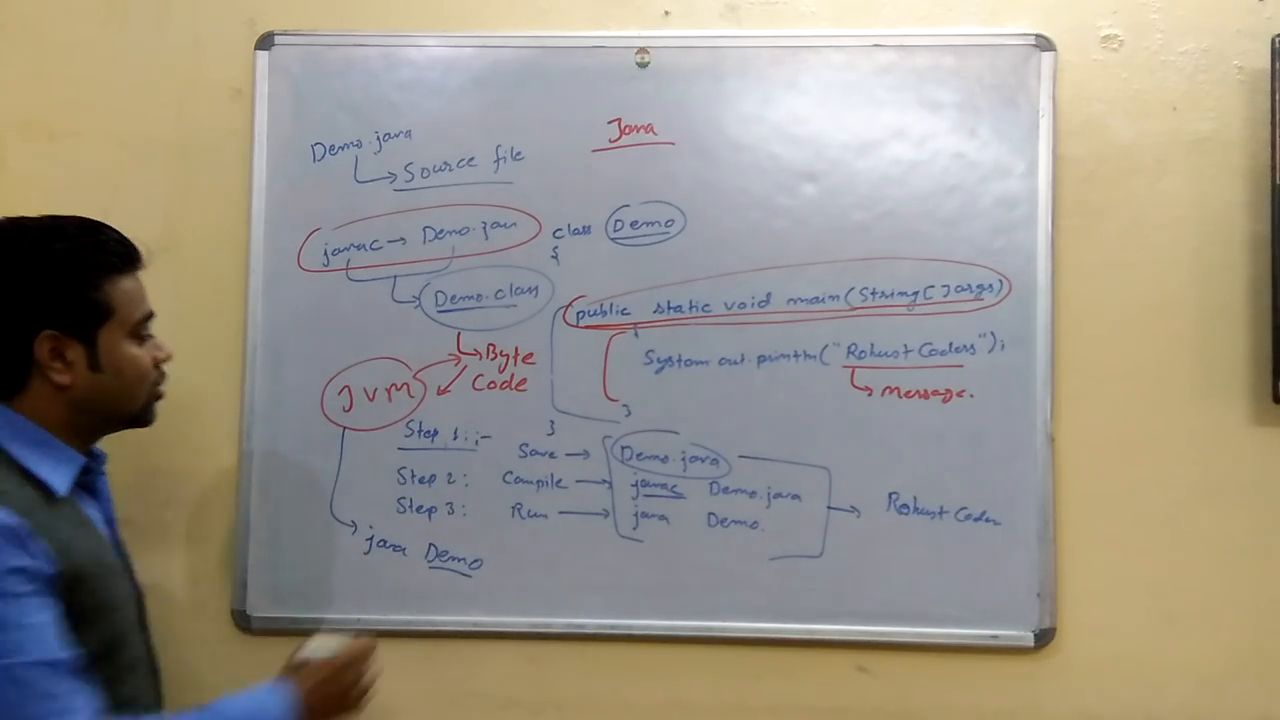 Java
Demo.java
Source file
javac → Demo.java
Demo.class
Byte
Code
JVM
java Demo
class Demo
{
public static void main(String[] args)
{
System.out.println("Robust Coders");
Message.
}
}
Step 1:;- Save → Demo.java
Step 2: Compile → javac Demo.java
Step 3: Run → java Demo.
Robust Coder